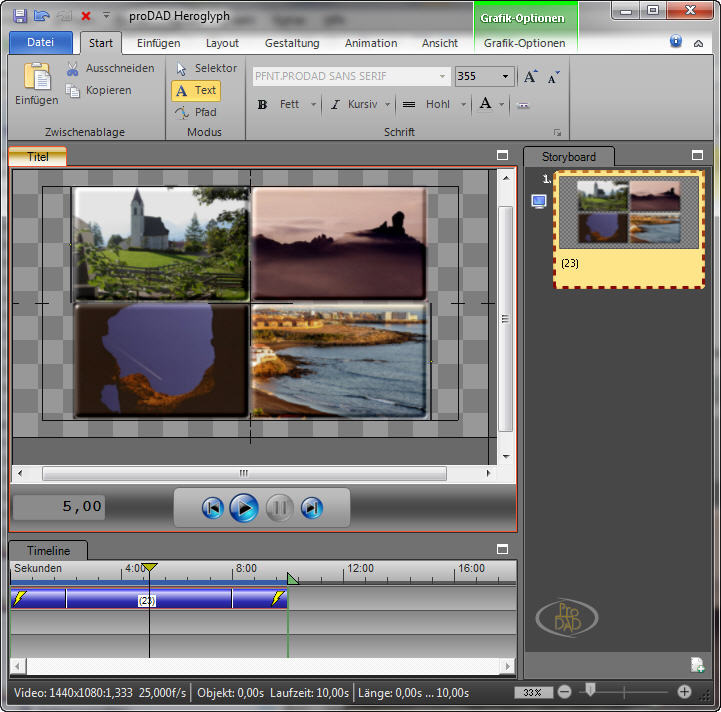 proDAD Heroglyph
Grafik-Optionen
Datei Start Einfügen Layout Gestaltung Animation Ansicht Grafik-Optionen
Einfügen
Ausschneiden
Kopieren
Zwischenablage
Selektor
A Text
Pfad
Modus
PFNT.PRODAD SANS SERIF 355 A A
B Fett I Kursiv Hohl A
Schrift
Titel
Storyboard
1.
(23)
Pro
DAD
5,00
Timeline
Sekunden 4:00 8:00 12:00 16:00
(23)
Video: 1440x1080:1,333 25,000f/s Objekt: 0,00s Laufzeit: 10,00s Länge: 0,00s ... 10,00s 33%